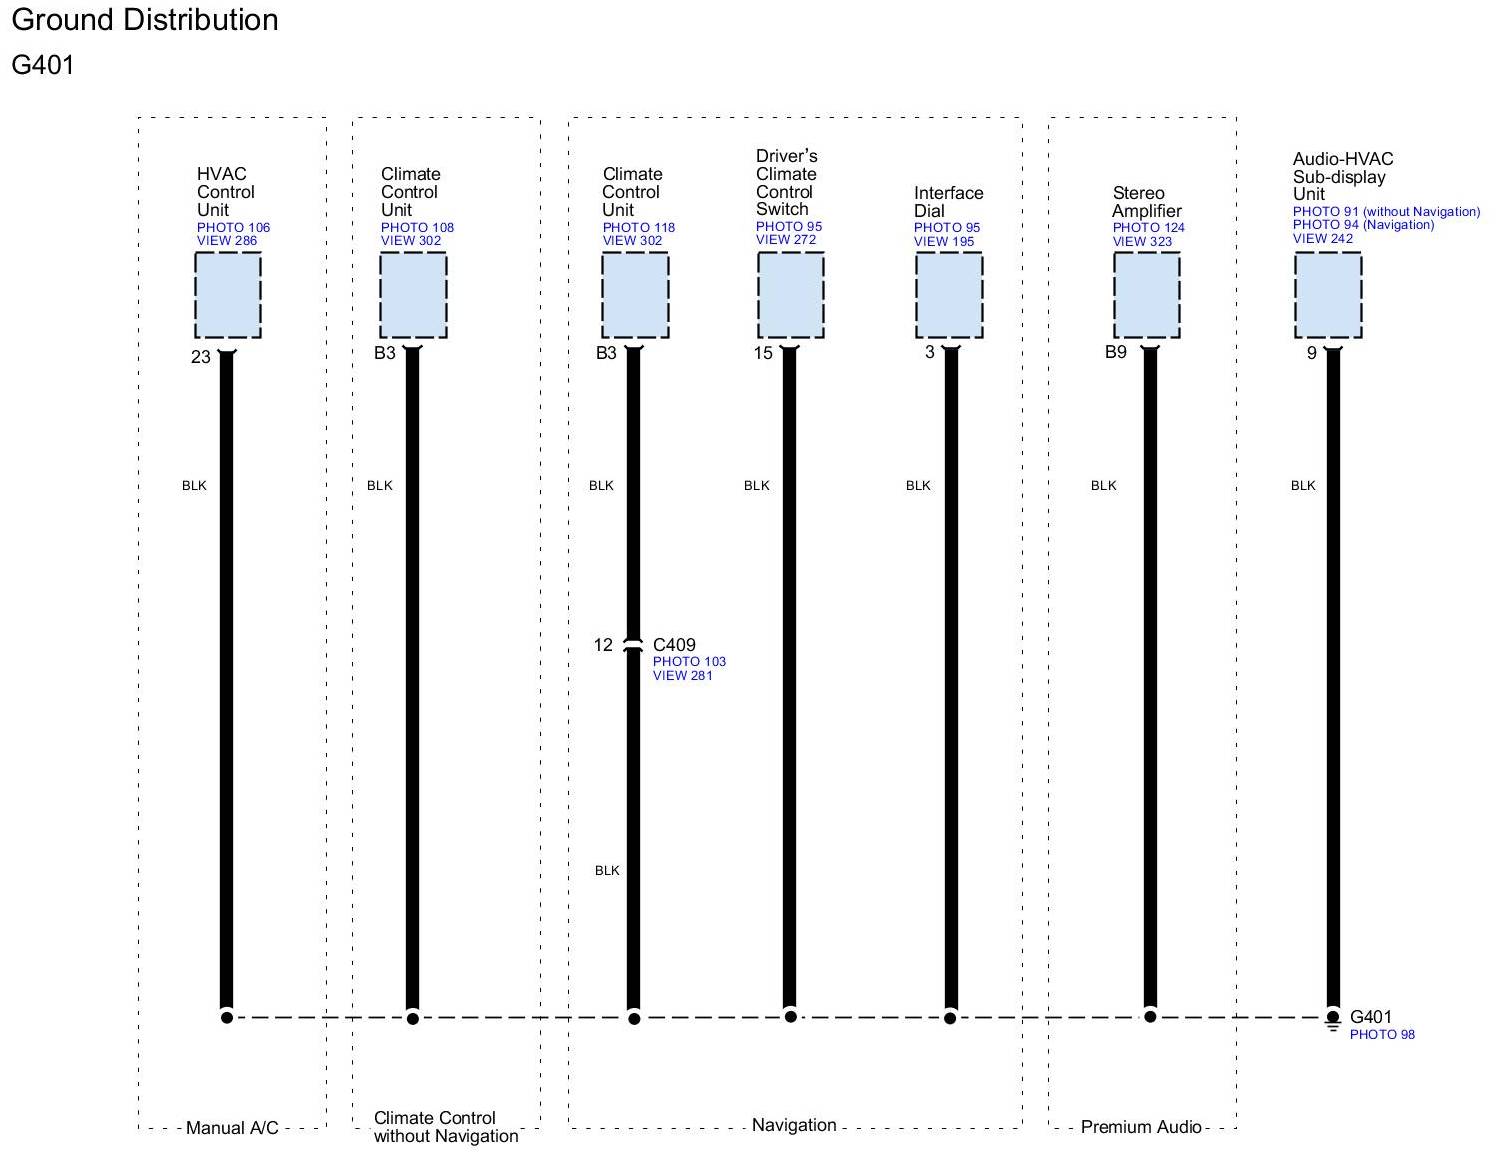 Ground Distribution
G401
HVAC
Control
Unit
PHOTO 106
VIEW 286
23
BLK
Manual A/C
Climate
Control
Unit
PHOTO 108
VIEW 302
B3
BLK
Climate Control
without Navigation
Climate
Control
Unit
PHOTO 118
VIEW 302
B3
BLK
12
C409
PHOTO 103
VIEW 281
BLK
Driver’s
Climate
Control
Switch
PHOTO 95
VIEW 272
15
BLK
Interface
Dial
PHOTO 95
VIEW 195
3
BLK
Navigation
Stereo
Amplifier
PHOTO 124
VIEW 323
B9
BLK
Premium Audio
Audio-HVAC
Sub-display
Unit
PHOTO 91 (without Navigation)
PHOTO 94 (Navigation)
VIEW 242
9
BLK
G401
PHOTO 98